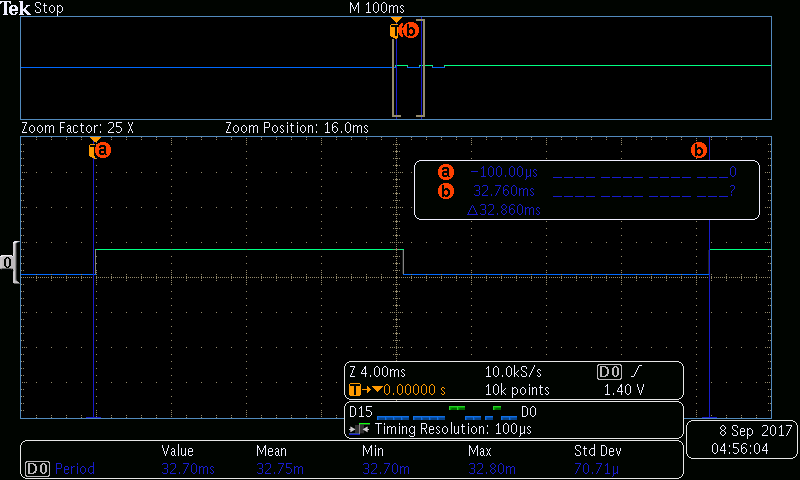 Tek Stop M 100ms
T b
Zoom Factor: 25 X Zoom Position: 16.0ms
T a b
a -100.00µs 0
b 32.760ms ?
△32.860ms
0
Z 4.00ms 10.0kS/s D0
T→▼0.00000 s 10k points 1.40 V
D15 D0
Timing Resolution: 100µs
8 Sep 2017
04:56:04
Value Mean Min Max Std Dev
D0 Period 32.70ms 32.75m 32.70m 32.80m 70.71µ